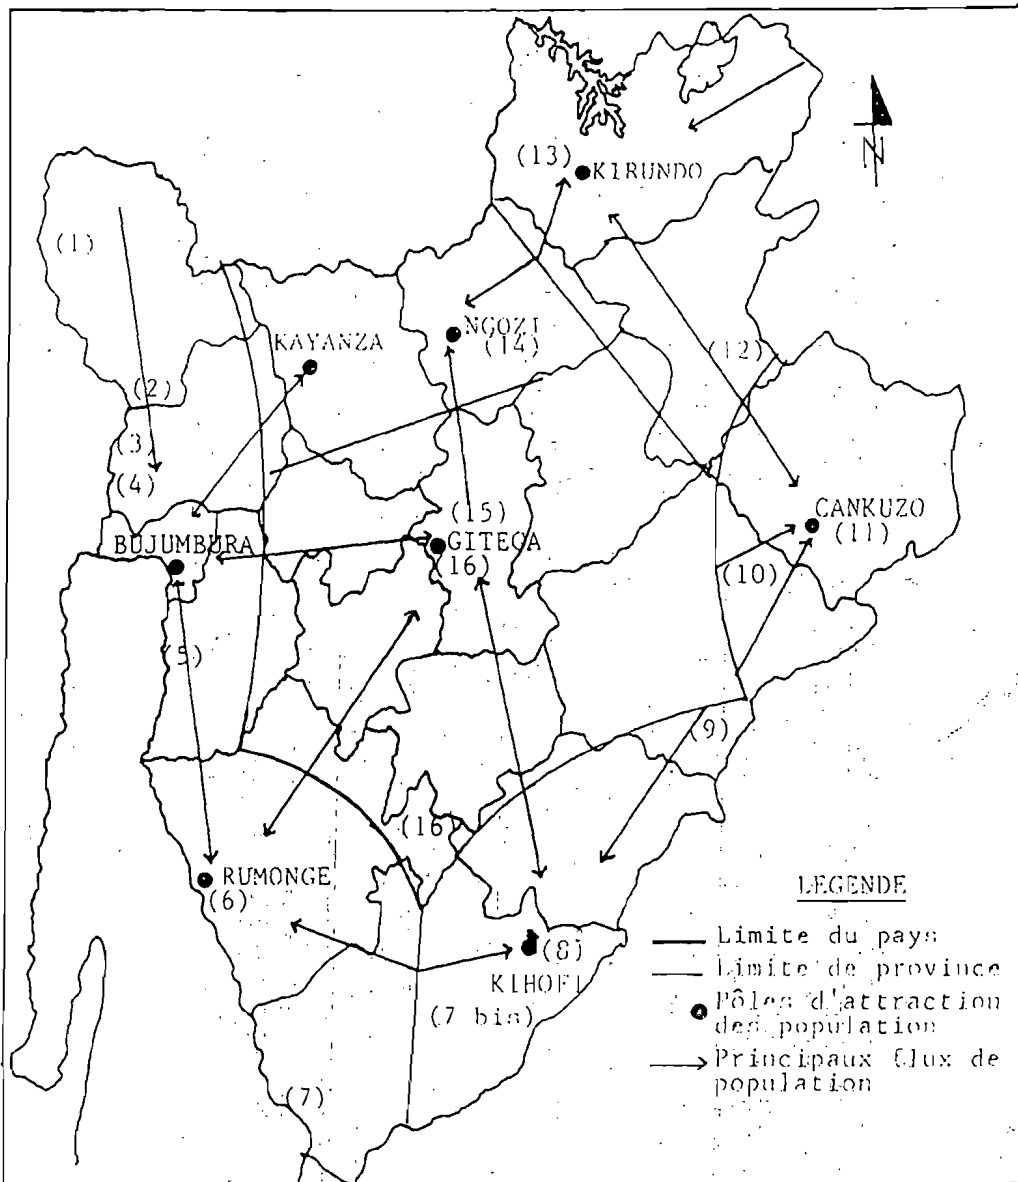 (13)
KIRUNDO
N
(1)
KAYANZA
NGOZI
(14)
(12)
(2)
(3)
(4)
(15)
CANKUZO
(11)
BUJUMBURA
GITEGA
(16)
(10)
(5)
(9)
(16)
RUMONGE
(6)
LEGENDE
Limite du pays
(8)
Limite de province
KIHOFI
Pôles d'attraction
des population
(7 bis)
Principaux flux de
population
(7)